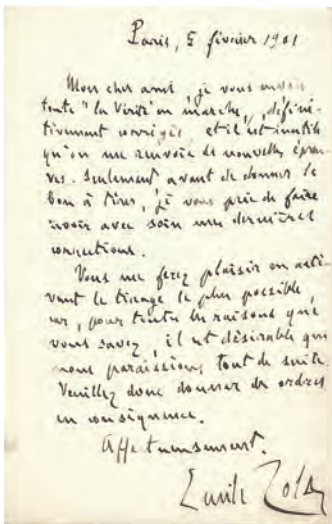 Paris, 5 février 1901
Mon cher ami, je vous envoie
toute "la Vérité en marche", défini-
tivement corrigée, et il est inutile
qu'on me renvoie de nouvelles épreu-
ves. Seulement avant de donner le
bon à tirer, je vous prie de faire
revoir avec soin mes dernières
corrections.
Vous me ferez plaisir en acti-
vant le tirage le plus possible,
car, pour toutes les raisons que
vous savez, il est désirable que
nous paraissions tout de suite.
Veuillez donc donner des ordres
en conséquence.
Affectueusement.
Emile Zola